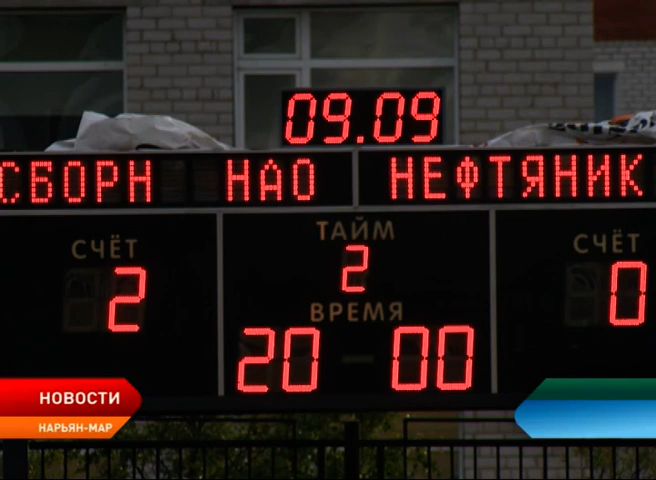 09.09
СБОРН НАО НЕФТЯНИК
СЧЁТ ТАЙМ СЧЁТ
2 2 0
ВРЕМЯ
20 00
НОВОСТИ
НАРЬЯН-МАР